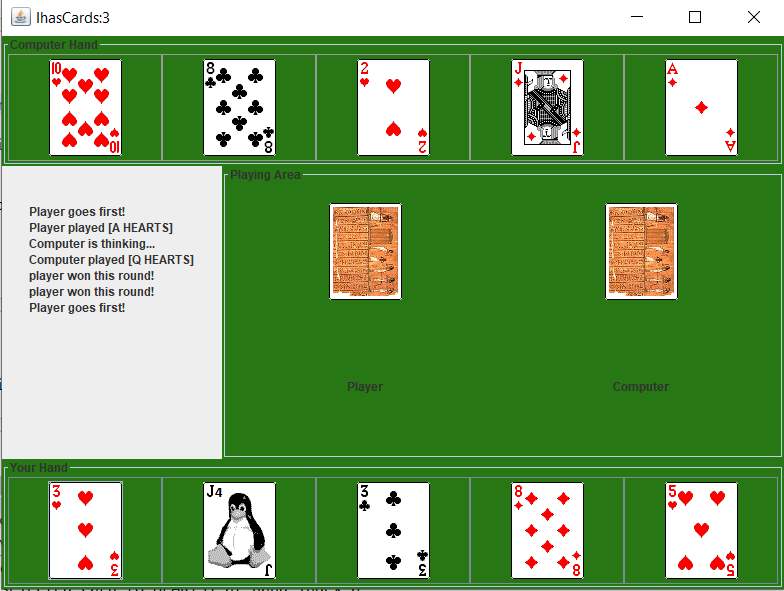 IhasCards:3
Computer Hand
10 8 2 J A
10 8 2 J A
Playing Area
Player goes first!
Player played [A HEARTS]
Computer is thinking...
Computer played [Q HEARTS]
player won this round!
player won this round!
Player goes first!
Player Computer
Your Hand
3 J4 3 8 5
3 J 3 8 5